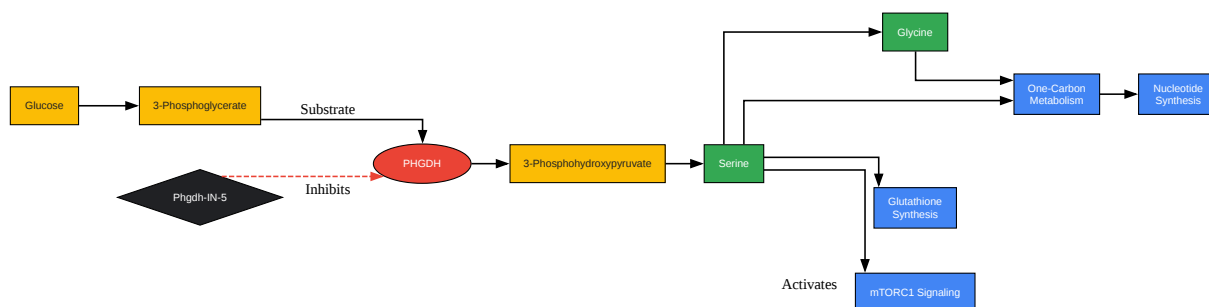 Glucose
3-Phosphoglycerate
Substrate
Phgdh-IN-5
Inhibits
PHGDH
3-Phosphohydroxypyruvate
Serine
Glycine
One-Carbon
Metabolism
Nucleotide
Synthesis
Glutathione
Synthesis
Activates
mTORC1 Signaling